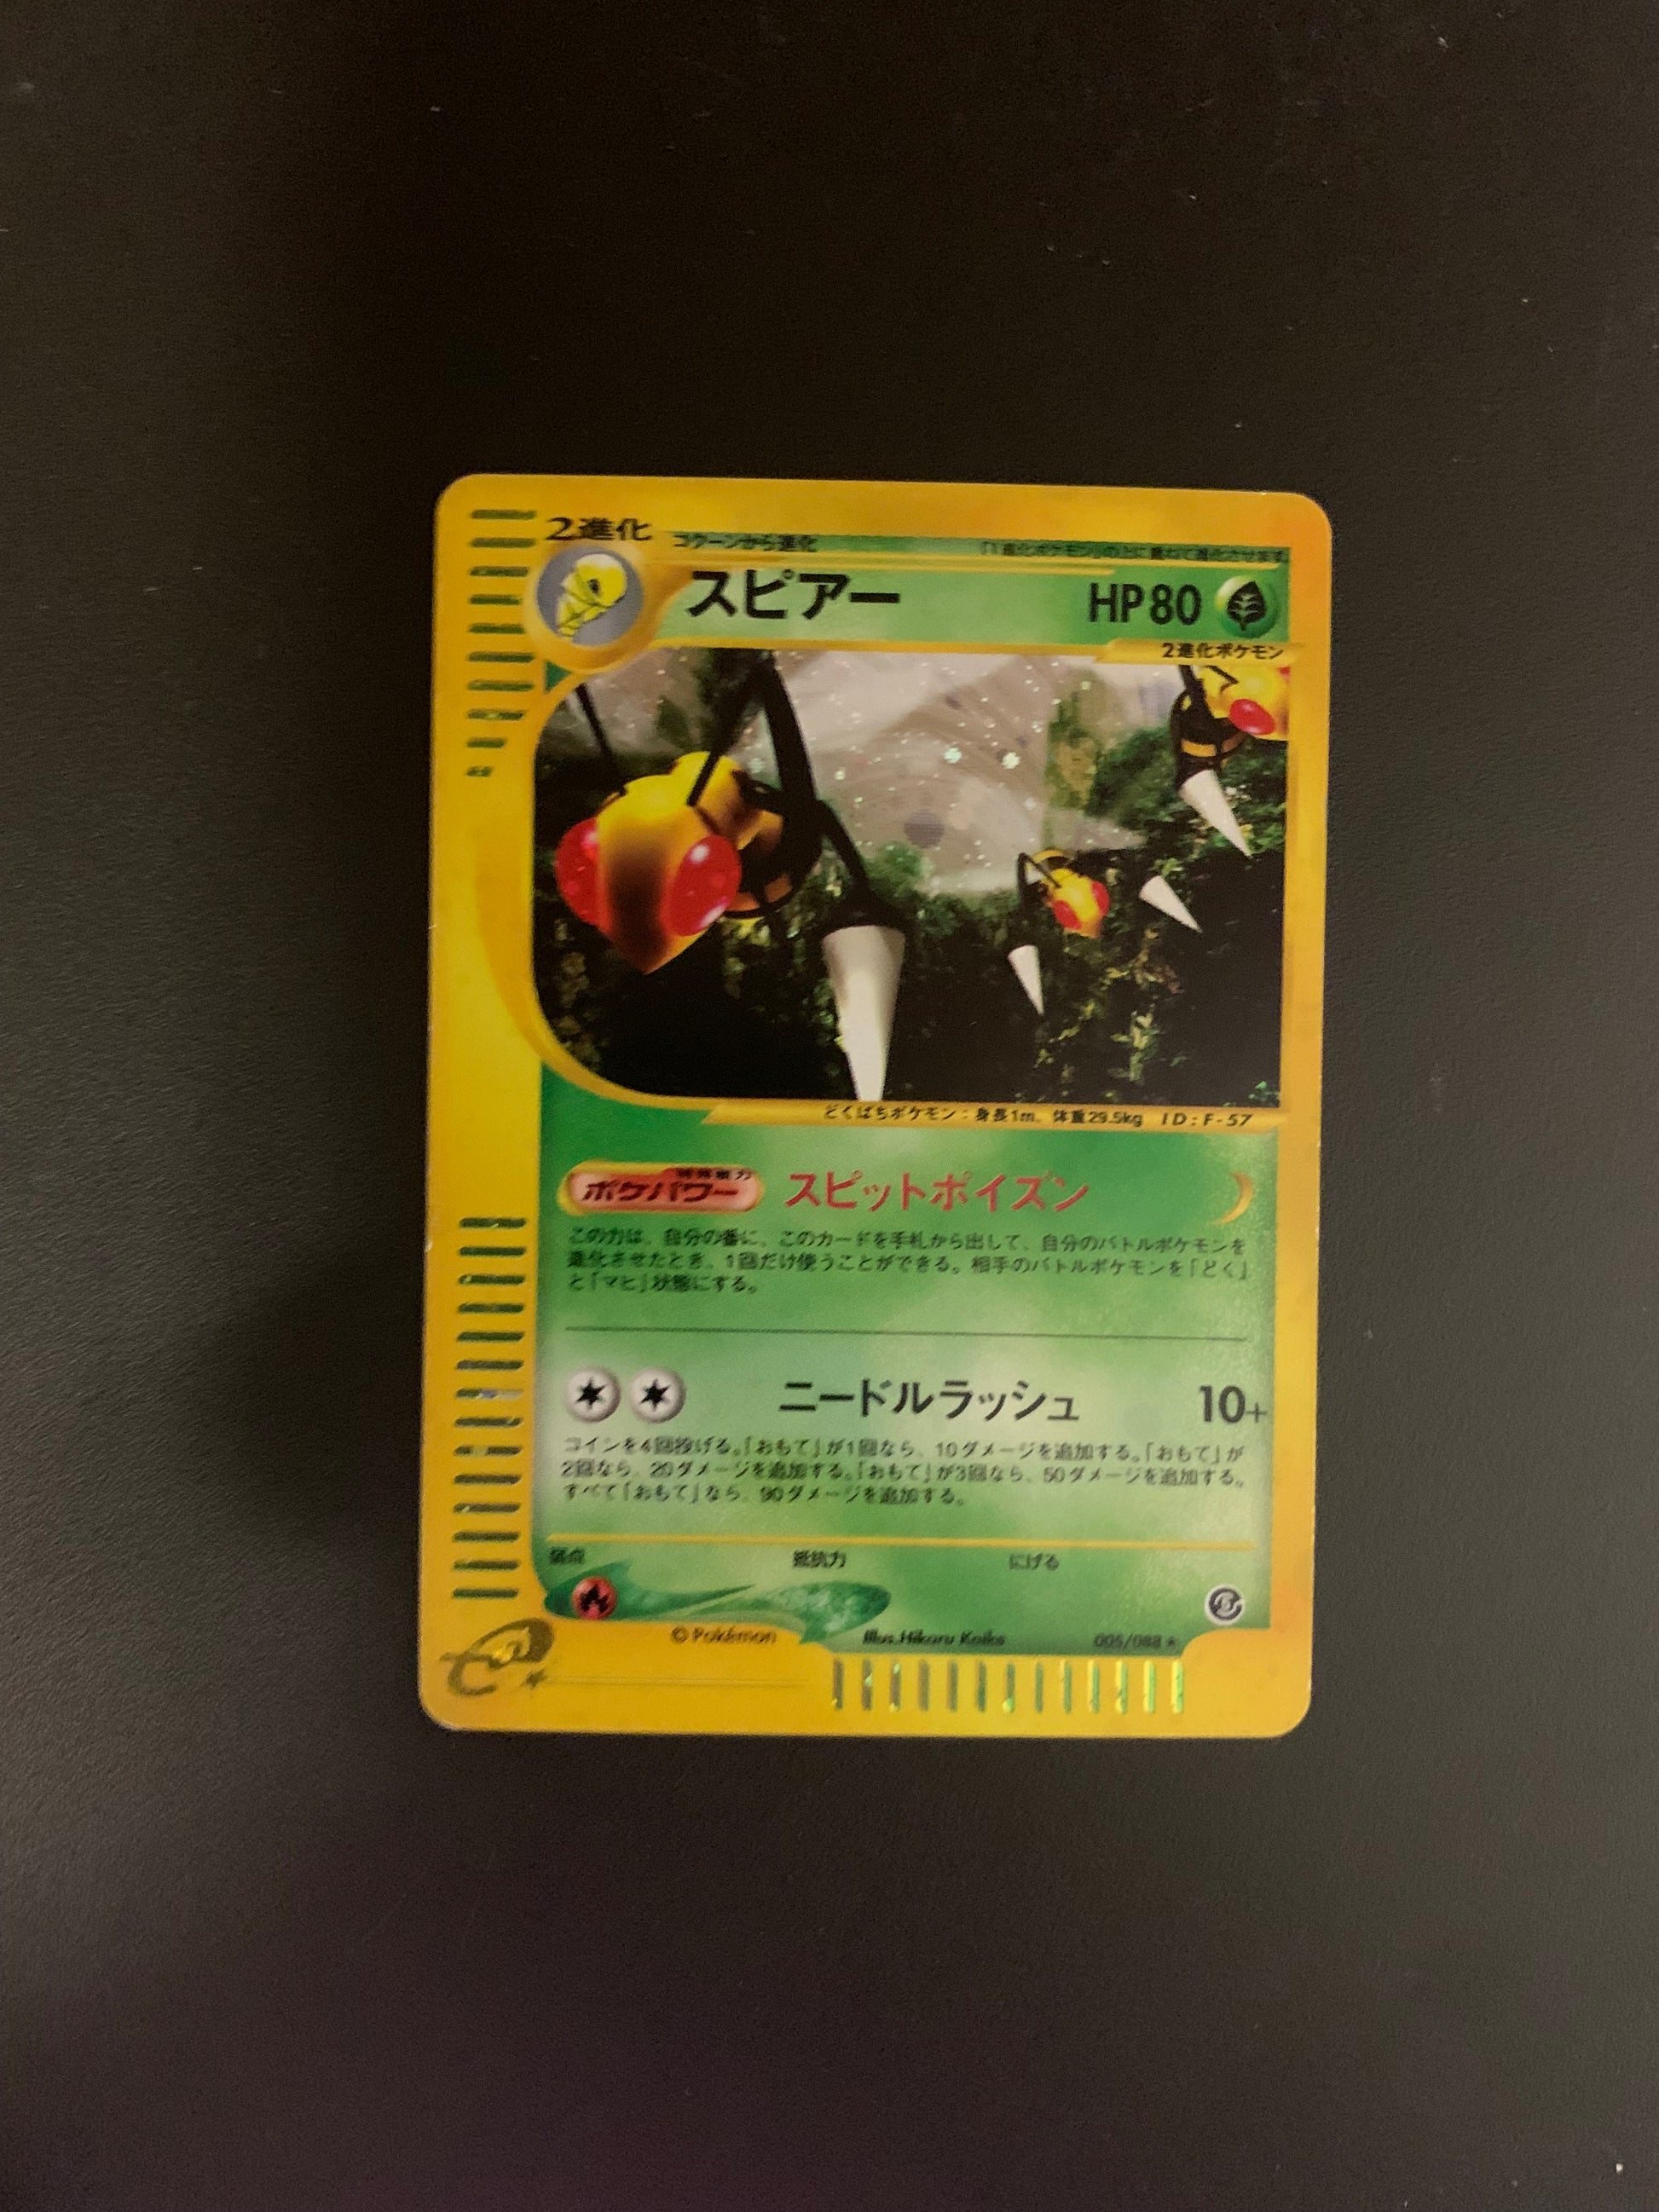 2進化
コクーンから進化
「1進化ポケモン」の上に重ねて進化させます
スピアー
HP80
2進化ポケモン
どくばちポケモン：身長1m、体重29.5kg ID：F-57
特殊能力
ポケパワー
スピットポイズン
この力は、自分の番に、このカードを手札から出して、自分のバトルポケモンを
進化させたとき、1回だけ使うことができる。相手のバトルポケモンを「どく」
と「マヒ」状態にする。
ニードルラッシュ
10+
コインを4回投げる。「おもて」が1回なら、10ダメージを追加する。「おもて」が
2回なら、20ダメージを追加する。「おもて」が3回なら、50ダメージを追加する。
すべて「おもて」なら、90ダメージを追加する。
弱点 抵抗力 にげる
© Pokémon
Illus.Hikaru Koike
005/088 ★
e